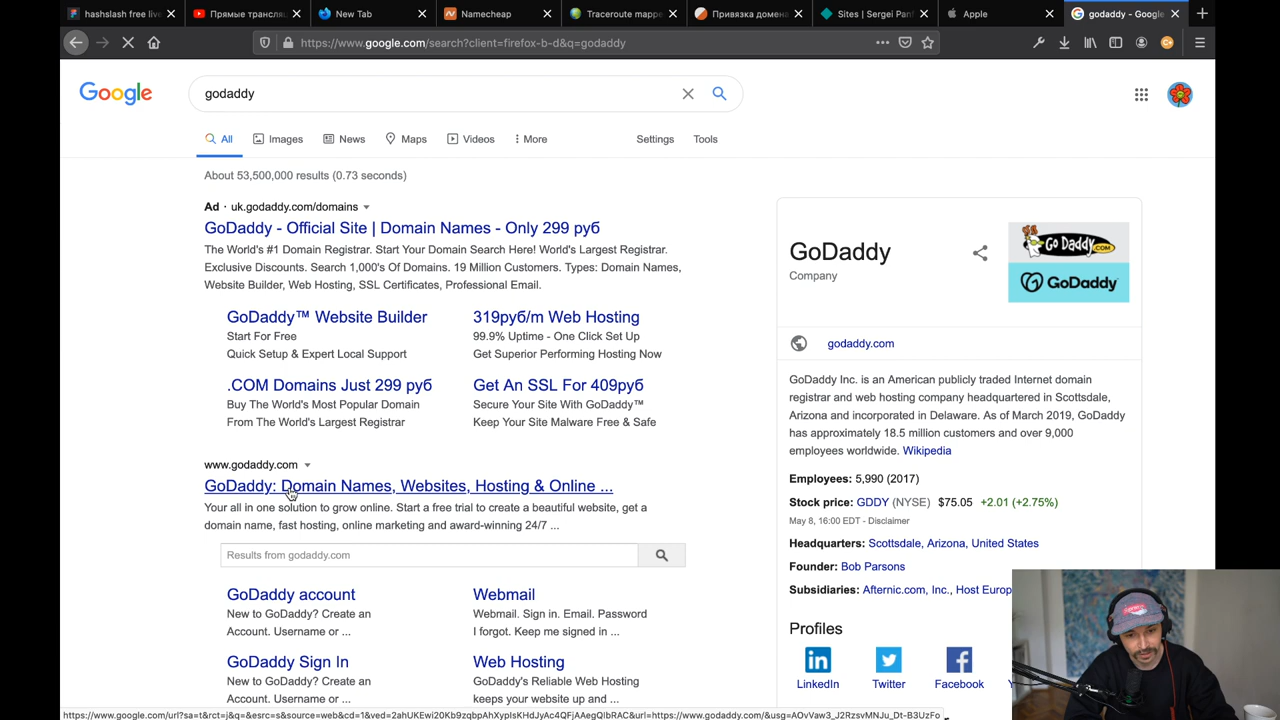 hashslash free live
Прямые трансляц
New Tab
Namecheap
Traceroute mappe
Привязка домена
Sites | Sergei Panf
Apple
godaddy - Google
https://www.google.com/search?client=firefox-b-d&q=godaddy
Google
godaddy
All
Images
News
Maps
Videos
More
Settings
Tools
About 53,500,000 results (0.73 seconds)
Ad · uk.godaddy.com/domains
GoDaddy - Official Site | Domain Names - Only 299 руб
The World's #1 Domain Registrar. Start Your Domain Search Here! World's Largest Registrar.
Exclusive Discounts. Search 1,000's Of Domains. 19 Million Customers. Types: Domain Names,
Website Builder, Web Hosting, SSL Certificates, Professional Email.
GoDaddy™ Website Builder
Start For Free
Quick Setup & Expert Local Support
319руб/m Web Hosting
99.9% Uptime - One Click Set Up
Get Superior Performing Hosting Now
.COM Domains Just 299 руб
Buy The World's Most Popular Domain
From The World's Largest Registrar
Get An SSL For 409руб
Secure Your Site With GoDaddy™
Keep Your Site Malware Free & Safe
www.godaddy.com
GoDaddy: Domain Names, Websites, Hosting & Online ...
Your all in one solution to grow online. Start a free trial to create a beautiful website, get a
domain name, fast hosting, online marketing and award-winning 24/7 ...
Results from godaddy.com
GoDaddy account
New to GoDaddy? Create an
Account. Username or ...
Webmail
Webmail. Sign in. Email. Password
I forgot. Keep me signed in ...
GoDaddy Sign In
New to GoDaddy? Create an
Account. Username or ...
Web Hosting
GoDaddy's Reliable Web Hosting
keeps your website up and ...
GoDaddy
Company
Go Daddy.COM
GoDaddy
godaddy.com
GoDaddy Inc. is an American publicly traded Internet domain
registrar and web hosting company headquartered in Scottsdale,
Arizona and incorporated in Delaware. As of March 2019, GoDaddy
has approximately 18.5 million customers and over 9,000
employees worldwide. Wikipedia
Employees: 5,990 (2017)
Stock price: GDDY (NYSE) $75.05 +2.01 (+2.75%)
May 8, 16:00 EDT - Disclaimer
Headquarters: Scottsdale, Arizona, United States
Founder: Bob Parsons
Subsidiaries: Afternic.com, Inc., Host Europ
Profiles
LinkedIn
Twitter
Facebook